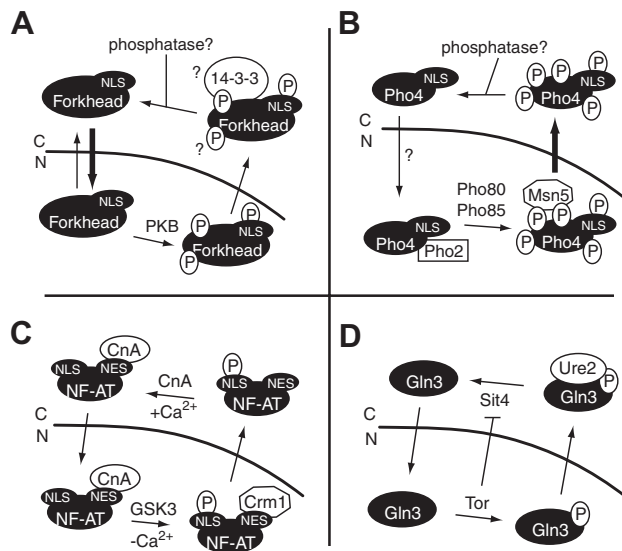 A
phosphatase?
NLS
Forkhead
?
14-3-3
P
P
NLS
Forkhead
P
?
C
N
NLS
Forkhead
PKB
P
P
NLS
Forkhead
P
B
phosphatase?
NLS
Pho4
P
P
P
P
NLS
Pho4
P
C
N
?
NLS
Pho4
Pho2
Pho80
Pho85
Msn5
P
P
P
NLS
Pho4
P
P
C
CnA
NLS
NES
NF-AT
CnA
+Ca2+
P
NLS
NES
NF-AT
C
N
CnA
NLS
NES
NF-AT
GSK3
-Ca2+
P
Crm1
NLS
NES
NF-AT
D
Gln3
Sit4
Ure2
P
Gln3
C
N
Gln3
Tor
P
Gln3